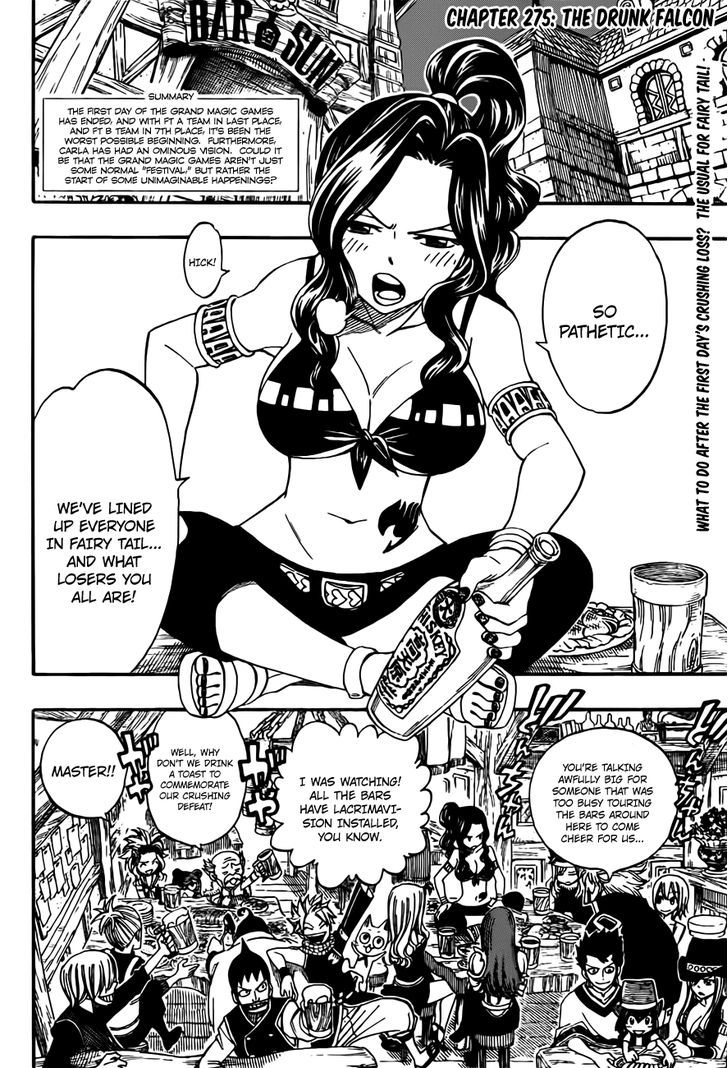 CHAPTER 275: THE DRUNK FALCON
BAR SUN
SUMMARY
THE FIRST DAY OF THE GRAND MAGIC GAMES
HAS ENDED, AND WITH FT A TEAM IN LAST PLACE,
AND FT B TEAM IN 7TH PLACE, IT'S BEEN THE
WORST POSSIBLE BEGINNING. FURTHERMORE,
CARLA HAS HAD AN OMINOUS VISION. COULD IT
BE THAT THE GRAND MAGIC GAMES AREN'T JUST
SOME NORMAL "FESTIVAL," BUT RATHER THE
START OF SOME UNIMAGINABLE HAPPENINGS?
WHAT TO DO AFTER THE FIRST DAY'S CRUSHING LOSS? THE USUAL FOR FAIRY TAIL! -
HICK!
SO
PATHETIC...
WE'VE LINED
UP EVERYONE
IN FAIRY TAIL...
AND WHAT
LOSERS YOU
ALL ARE!
YOU'RE TALKING
AWFULLY BIG FOR
SOMEONE THAT WAS
TOO BUSY TOURING
THE BARS AROUND
HERE TO COME
CHEER FOR US...
I WAS WATCHING!
ALL THE BARS
HAVE LACRIMAVI-
SION INSTALLED,
YOU KNOW.
WELL, WHY
DON'T WE DRINK
A TOAST TO
COMMEMORATE
OUR CRUSHING
DEFEAT!
MASTER!!